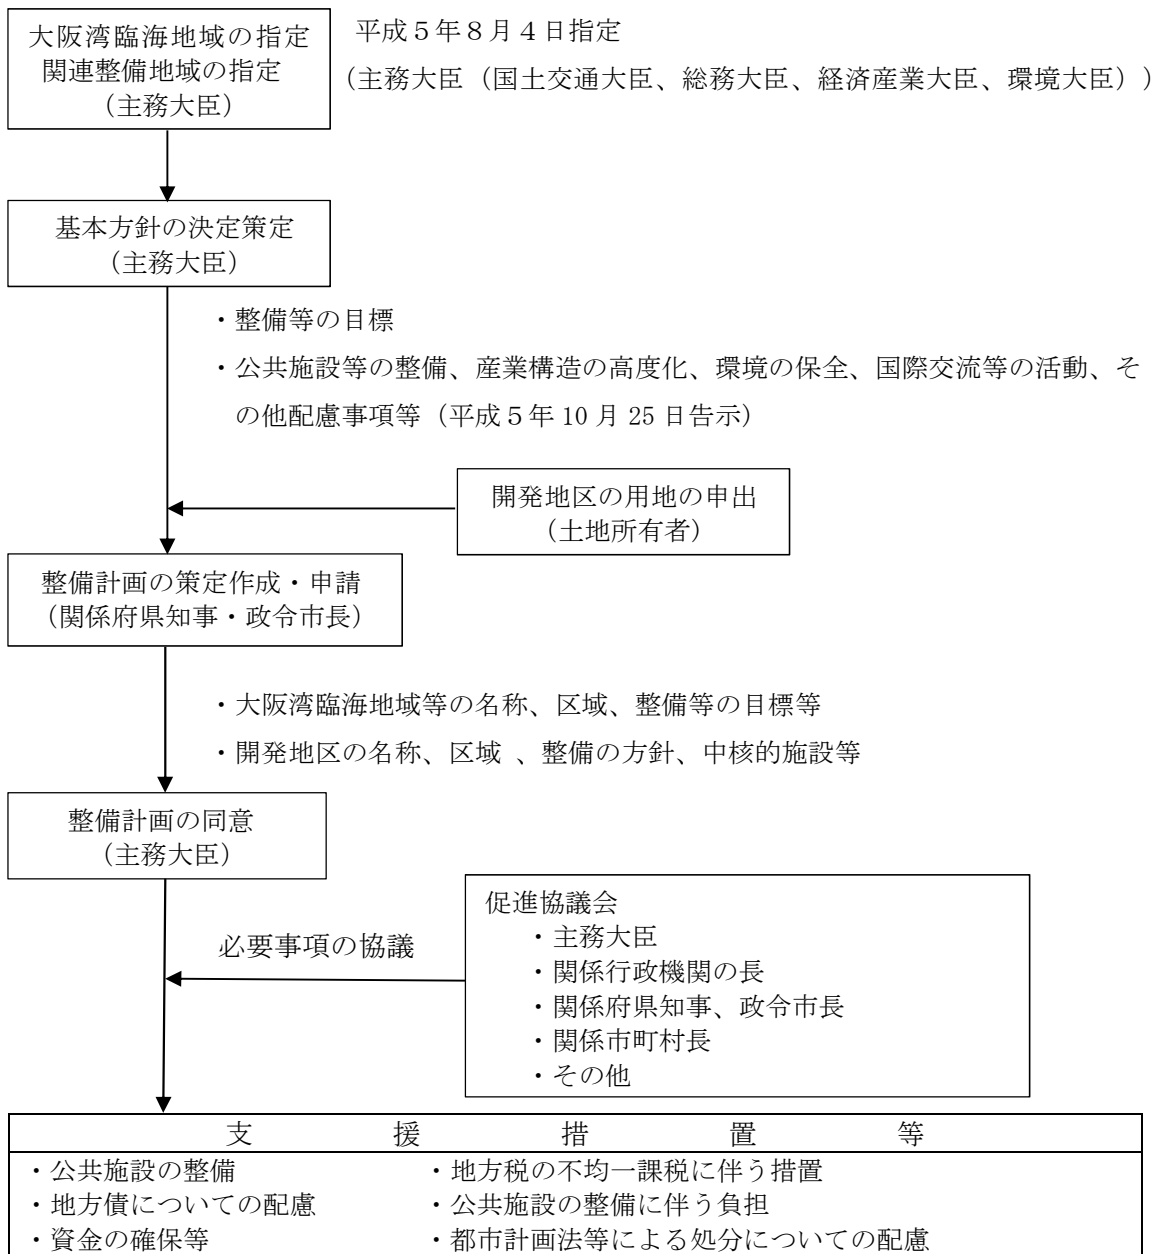 大阪湾臨海地域の指定
関連整備地域の指定
（主務大臣）
平成５年８月４日指定
（主務大臣（国土交通大臣、総務大臣、経済産業大臣、環境大臣））
基本方針の決定策定
（主務大臣）
・整備等の目標
・公共施設等の整備、産業構造の高度化、環境の保全、国際交流等の活動、そ
の他配慮事項等（平成５年 10 月 25 日告示）
開発地区の用地の申出
（土地所有者）
整備計画の策定作成・申請
（関係府県知事・政令市長）
・大阪湾臨海地域等の名称、区域、整備等の目標等
・開発地区の名称、区域 、整備の方針、中核的施設等
整備計画の同意
（主務大臣）
必要事項の協議
促進協議会
・主務大臣
・関係行政機関の長
・関係府県知事、政令市長
・関係市町村長
・その他
支　援　措　置　等
・公共施設の整備
・地方税の不均一課税に伴う措置
・地方債についての配慮
・公共施設の整備に伴う負担
・資金の確保等
・都市計画法等による処分についての配慮